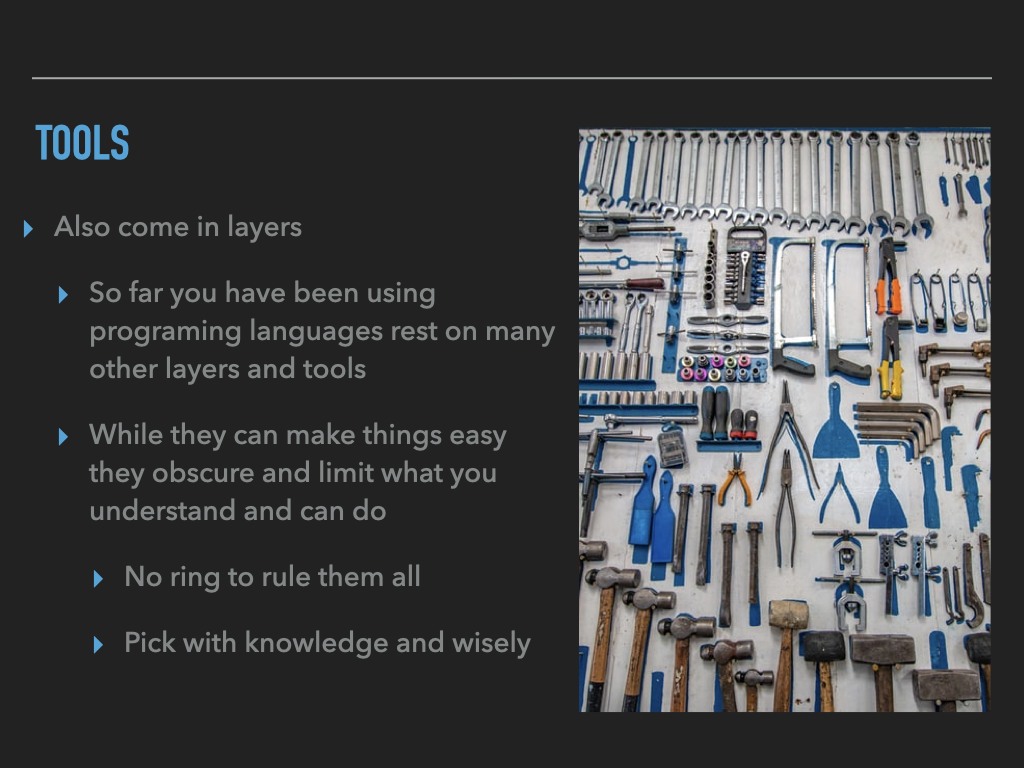 TOOLS
Also come in layers
So far you have been using
programing languages rest on many
other layers and tools
While they can make things easy
they obscure and limit what you
understand and can do
No ring to rule them all
Pick with knowledge and wisely